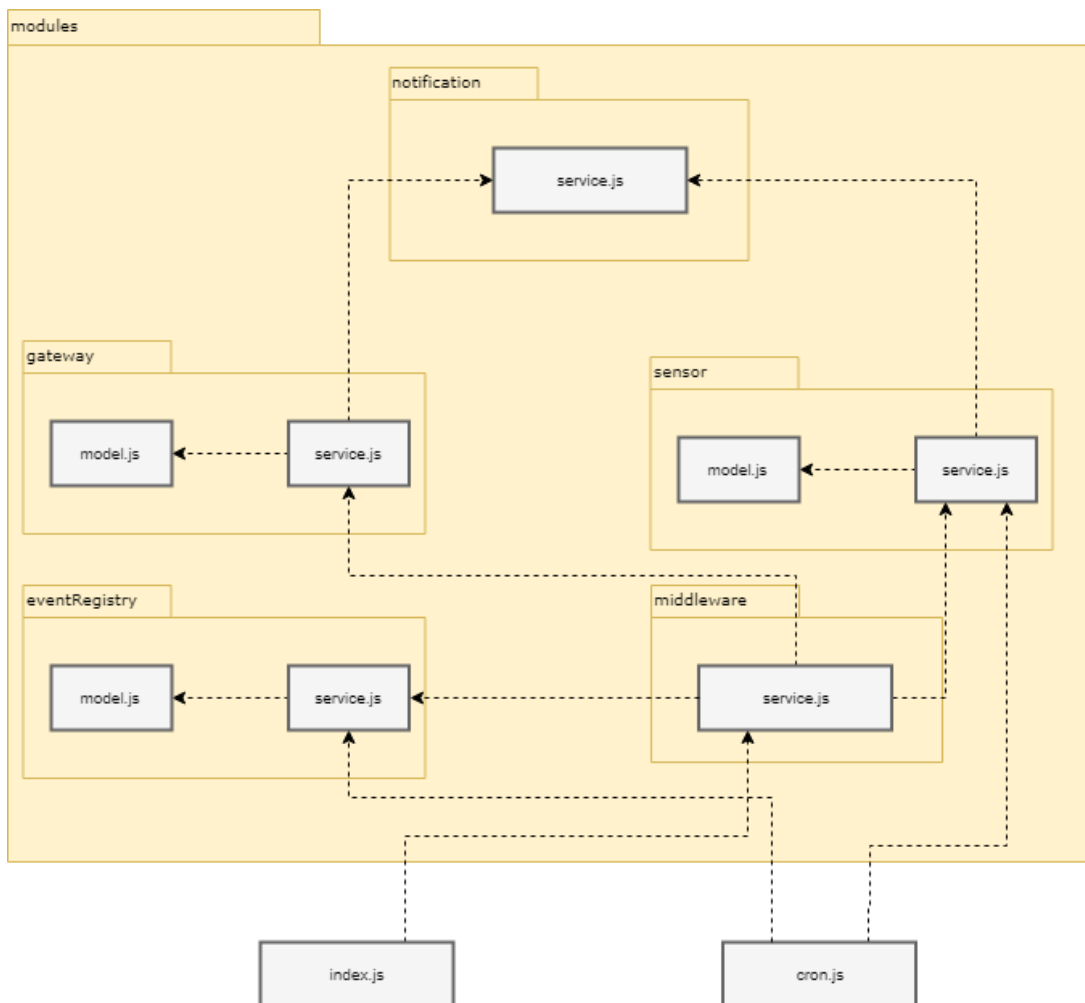 modules
notification
service.js
gateway
model.js
service.js
sensor
model.js
service.js
eventRegistry
model.js
service.js
middleware
service.js
index.js
cron.js